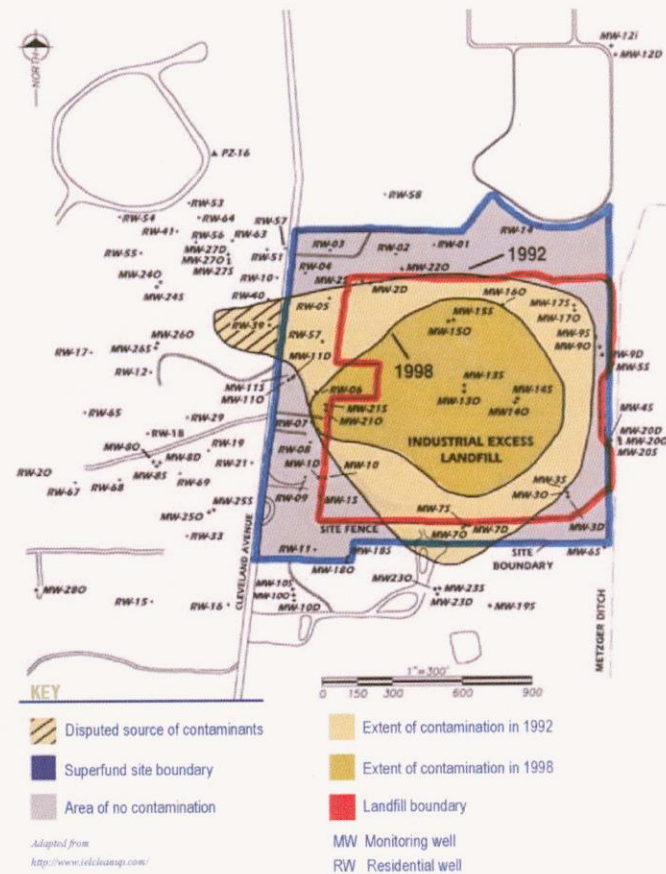 NORTH
MW-12i
MW-12D
PZ-16
RW-58
RW-53
RW-54
RW-64
RW-41
RW-57
RW-14
RW-56
RW-63
RW-03
RW-02
RW-01
MW-27D
RW-55
MW-27O
RW-51
1992
MW-27S
RW-04
MW-22O
MW-24O
RW-10
MW-2S
MW-2D
MW-16O
MW-24S
RW-40
RW-05
MW-17S
MW-15S
MW-17O
RW-39
MW-15O
MW-26O
RW-57
MW-9S
MW-26S
MW-9O
RW-17
MW-11D
1998
MW-9D
RW-12
MW-5S
MW-11S
MW-13S
MW-11O
RW-06
MW-13O
MW-14S
MW14O
RW-65
MW-21S
MW-4S
RW-29
MW-21O
RW-07
MW-20D
RW-18
MW-20O
MW-8O
RW-19
RW-08
INDUSTRIAL EXCESS
LANDFILL
MW-20S
MW-8D
RW-21
MW-1D
MW-10
RW-20
MW-8S
RW-69
RW-67
RW-68
RW-09
MW-3S
MW-3O
MW-25S
MW-1S
MW-7S
MW-25O
SITE FENCE
MW-7O
MW-7D
MW-3D
RW-33
RW-11
MW-18S
SITE
BOUNDARY
MW-6S
MW-18O
CLEVELAND AVENUE
MW-28O
MW-10S
MW23O
MW-23S
MW-10O
MW-23D
RW-15
RW-16
MW-10D
MW-19S
METZGER DITCH
1"=300'
0 150 300 450 600 900
KEY
Disputed source of contaminants
Superfund site boundary
Area of no contamination
Extent of contamination in 1992
Extent of contamination in 1998
Landfill boundary
Adapted from
http://www.ielcleanup.com/
MW Monitoring well
RW Residential well